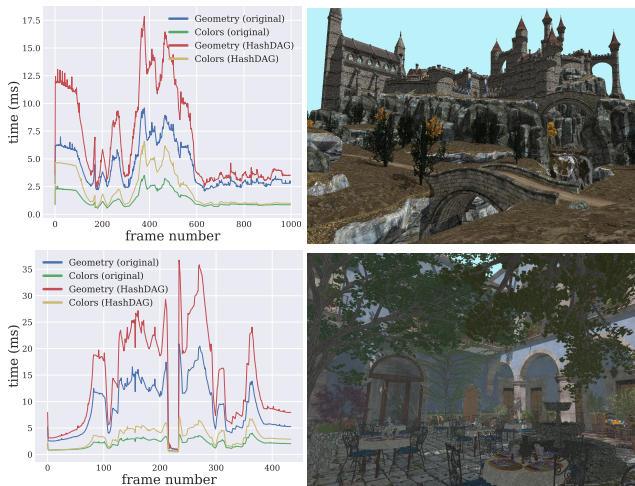 17.5
15.0
12.5
10.0
7.5
5.0
2.5
0.0
time (ms)
Geometry (original)
Colors (original)
Geometry (HashDAG)
Colors (HashDAG)
0 200 400 600 800 1000
frame number
35
30
25
20
15
10
5
0
time (ms)
Geometry (original)
Colors (original)
Geometry (HashDAG)
Colors (HashDAG)
0 100 200 300 400
frame number